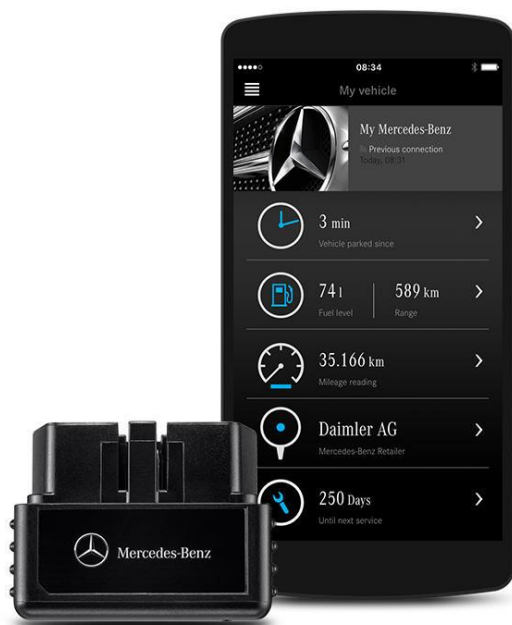 08:34
My vehicle
My Mercedes-Benz
Previous connection
Today, 08:31
3 min
Vehicle parked since
74 l 589 km
Fuel level Range
35.166 km
Mileage reading
Daimler AG
Mercedes-Benz Retailer
250 Days
Until next service
Mercedes-Benz